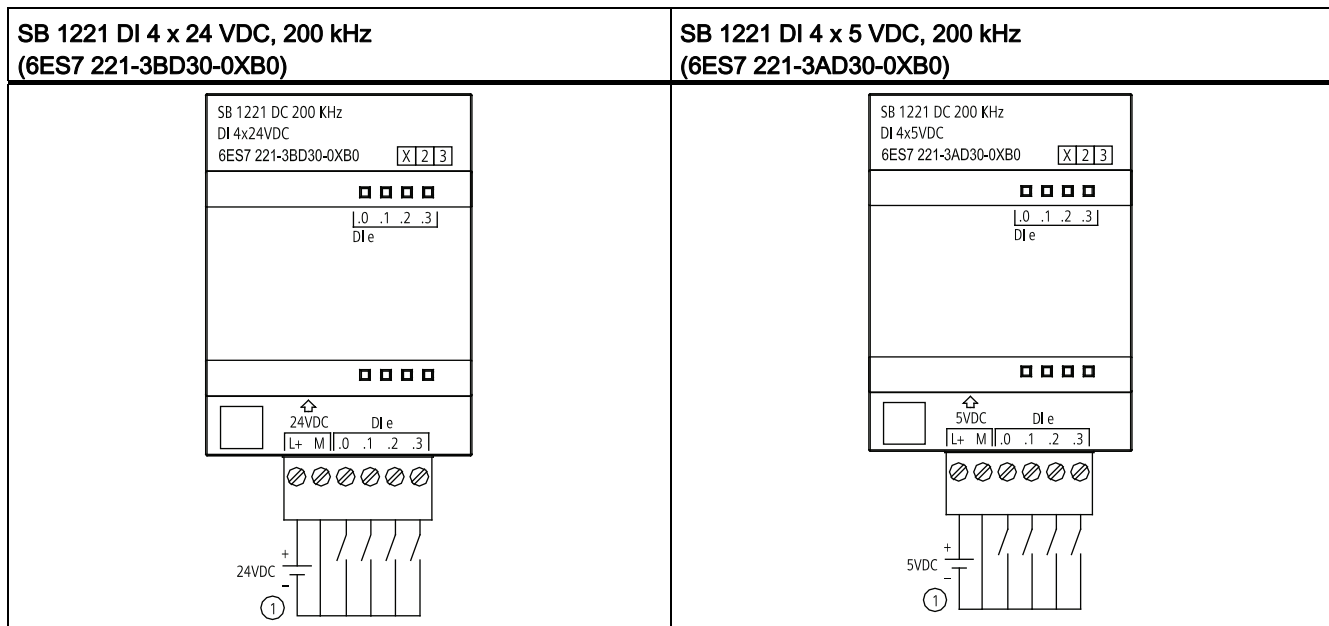 SB 1221 DI 4 x 24 VDC, 200 kHz
(6ES7 221-3BD30-0XB0)
SB 1221 DI 4 x 5 VDC, 200 kHz
(6ES7 221-3AD30-0XB0)
SB 1221 DC 200 KHz
DI 4x24VDC
6ES7 221-3BD30-0XB0 X 2 3
.0 .1 .2 .3
DI e
24VDC DI e
L+ M .0 .1 .2 .3
+
24VDC
–
1
SB 1221 DC 200 KHz
DI 4x5VDC
6ES7 221-3AD30-0XB0 X 2 3
.0 .1 .2 .3
DI e
5VDC DI e
L+ M .0 .1 .2 .3
+
5VDC
–
1